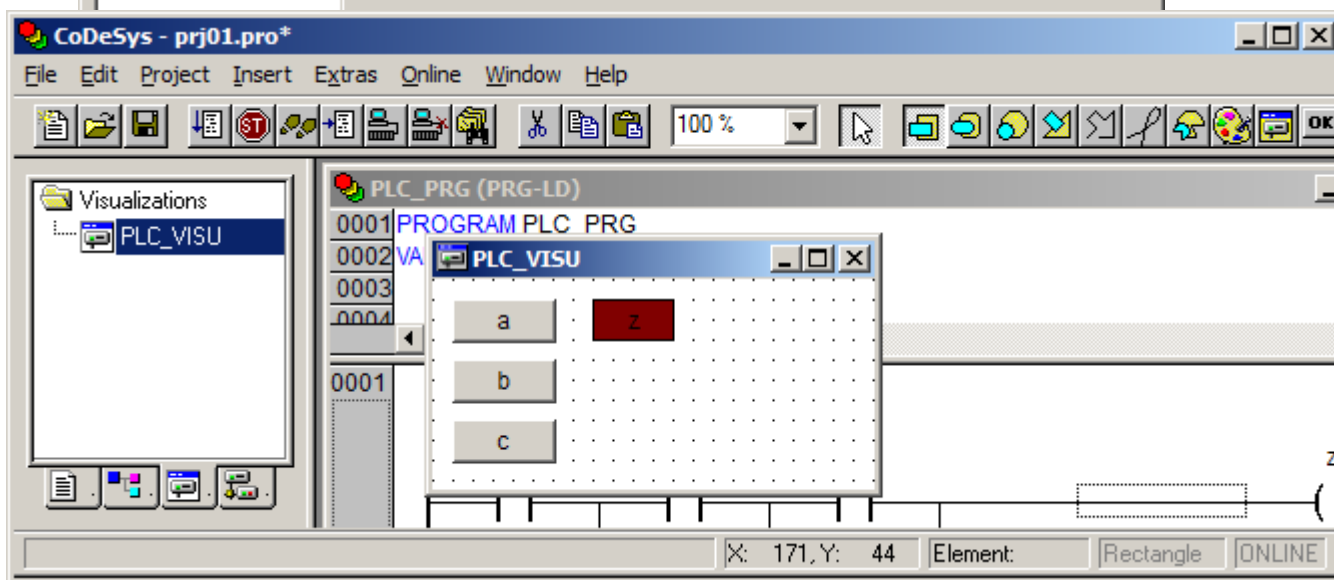 CoDeSys - prj01.pro*
File Edit Project Insert Extras Online Window Help
ST 100 % OK
Visualizations
PLC_VISU
PLC_PRG (PRG-LD)
0001 PROGRAM PLC_PRG
0002 VA
0003
0004
PLC_VISU
a z
b
c
0001
z
X: 171, Y: 44 Element: Rectangle ONLINE